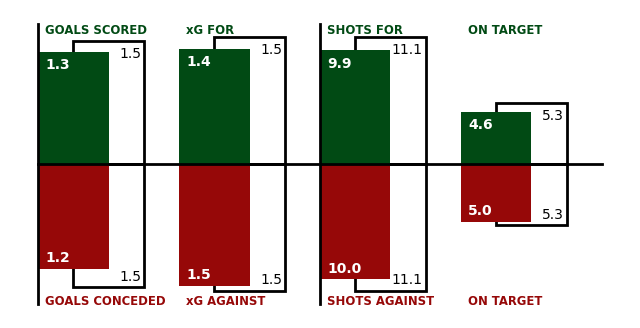 GOALS SCORED xG FOR SHOTS FOR ON TARGET
1.5 1.5 11.1
1.3 1.4 9.9
4.6 5.3
1.2 1.5 1.5 1.5 10.0 11.1 5.0 5.3
GOALS CONCEDED xG AGAINST SHOTS AGAINST ON TARGET